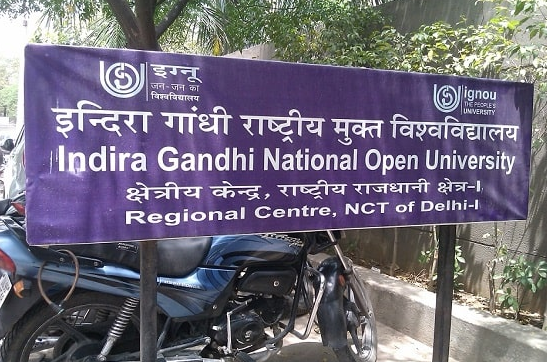 इग्नू
जन-जन का
विश्वविद्यालय
ignou
THE PEOPLE'S
UNIVERSITY
इन्दिरा गांधी राष्ट्रीय मुक्त विश्वविद्यालय
Indira Gandhi National Open University
क्षेत्रीय केन्द्र, राष्ट्रीय राजधानी क्षेत्र-I
Regional Centre, NCT of Delhi-I